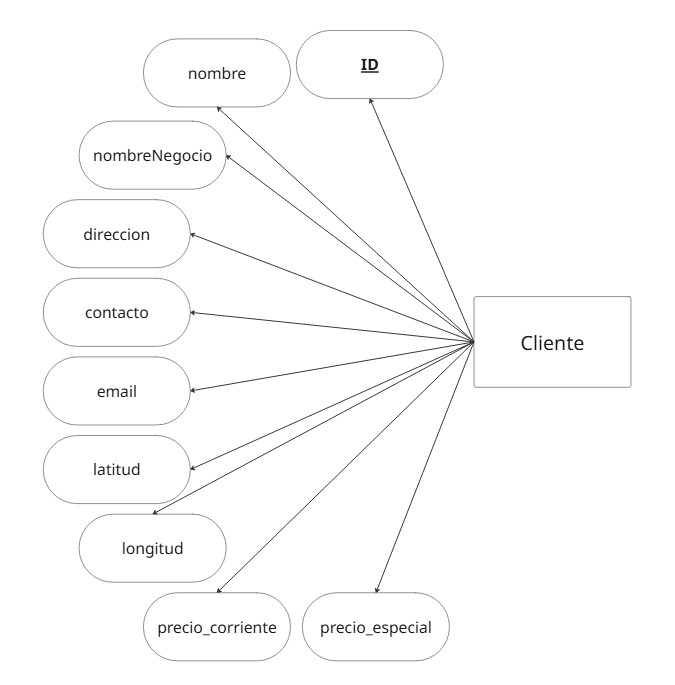 ID
nombre
nombreNegocio
direccion
contacto
Cliente
email
latitud
longitud
precio_corriente
precio_especial